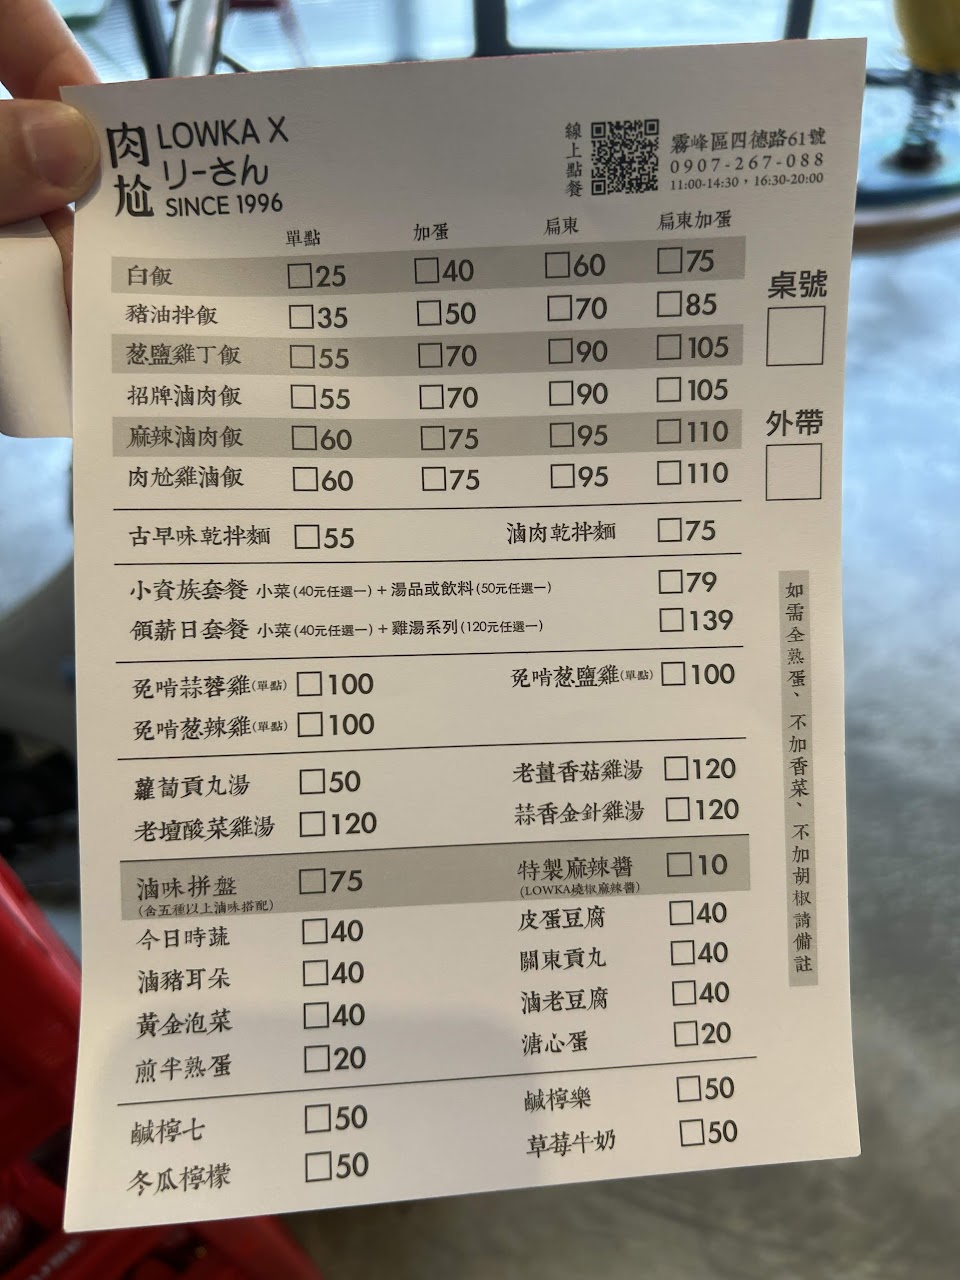 肉尬 LOWKA X リーさん SINCE 1996
線上點餐
霧峰區四德路61號
0907-267-088
11:00-14:30，16:30-20:00
單點 加蛋 扁東 扁東加蛋
白飯 □25 □40 □60 □75
豬油拌飯 □35 □50 □70 □85
葱鹽雞丁飯 □55 □70 □90 □105
招牌滷肉飯 □55 □70 □90 □105
麻辣滷肉飯 □60 □75 □95 □110
肉尬雞滷飯 □60 □75 □95 □110
桌號
外帶
古早味乾拌麵 □55 滷肉乾拌麵 □75
小資族套餐 小菜(40元任選一)+湯品或飲料(50元任選一) □79
領薪日套餐 小菜(40元任選一)+雞湯系列(120元任選一) □139
免啃蒜蓉雞(單點) □100 免啃葱鹽雞(單點) □100
免啃葱辣雞(單點) □100
蘿蔔貢丸湯 □50 老薑香菇雞湯 □120
老壇酸菜雞湯 □120 蒜香金針雞湯 □120
滷味拼盤 □75 特製麻辣醬 □10
(含五種以上滷味搭配) (LOWKA燒椒麻辣醬)
今日時蔬 □40 皮蛋豆腐 □40
滷豬耳朵 □40 關東貢丸 □40
黃金泡菜 □40 滷老豆腐 □40
煎半熟蛋 □20 溏心蛋 □20
鹹檸七 □50 鹹檸樂 □50
冬瓜檸檬 □50 草莓牛奶 □50
如需全熟蛋、不加香菜、不加胡椒請備註